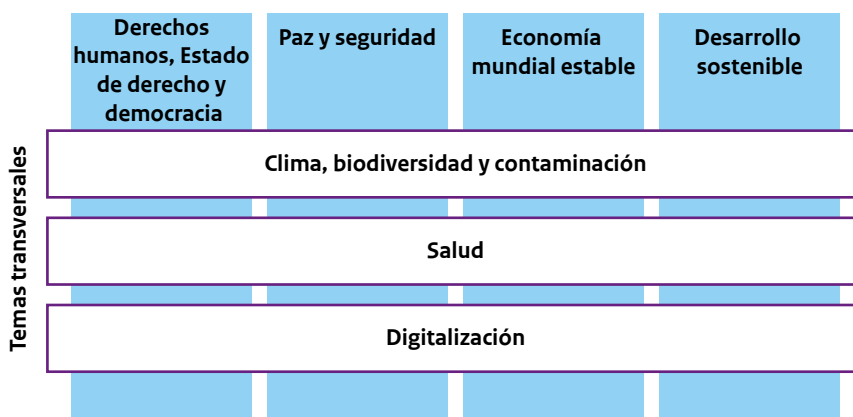 Derechos
humanos, Estado
de derecho y
democracia
Paz y seguridad
Economía
mundial estable
Desarrollo
sostenible
Temas transversales
Clima, biodiversidad y contaminación
Salud
Digitalización